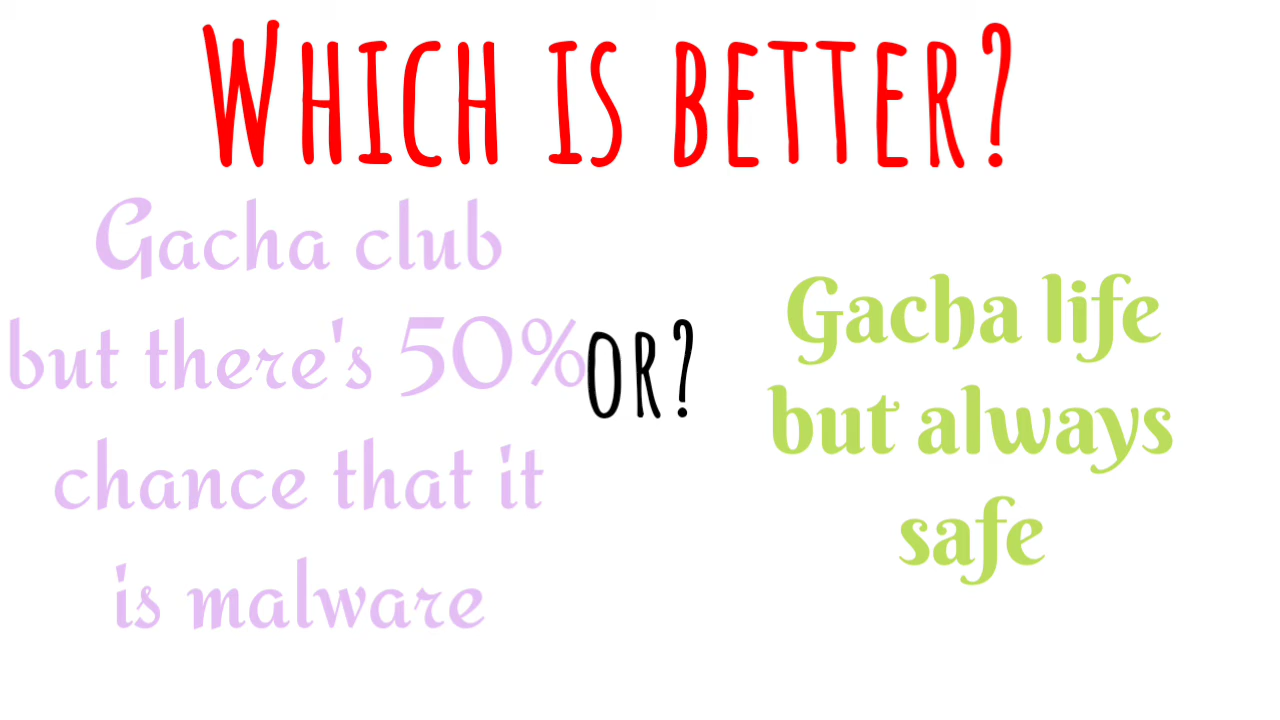 Which is better?
Gacha club
but there's 50%
chance that it
is malware
or?
Gacha life
but always
safe